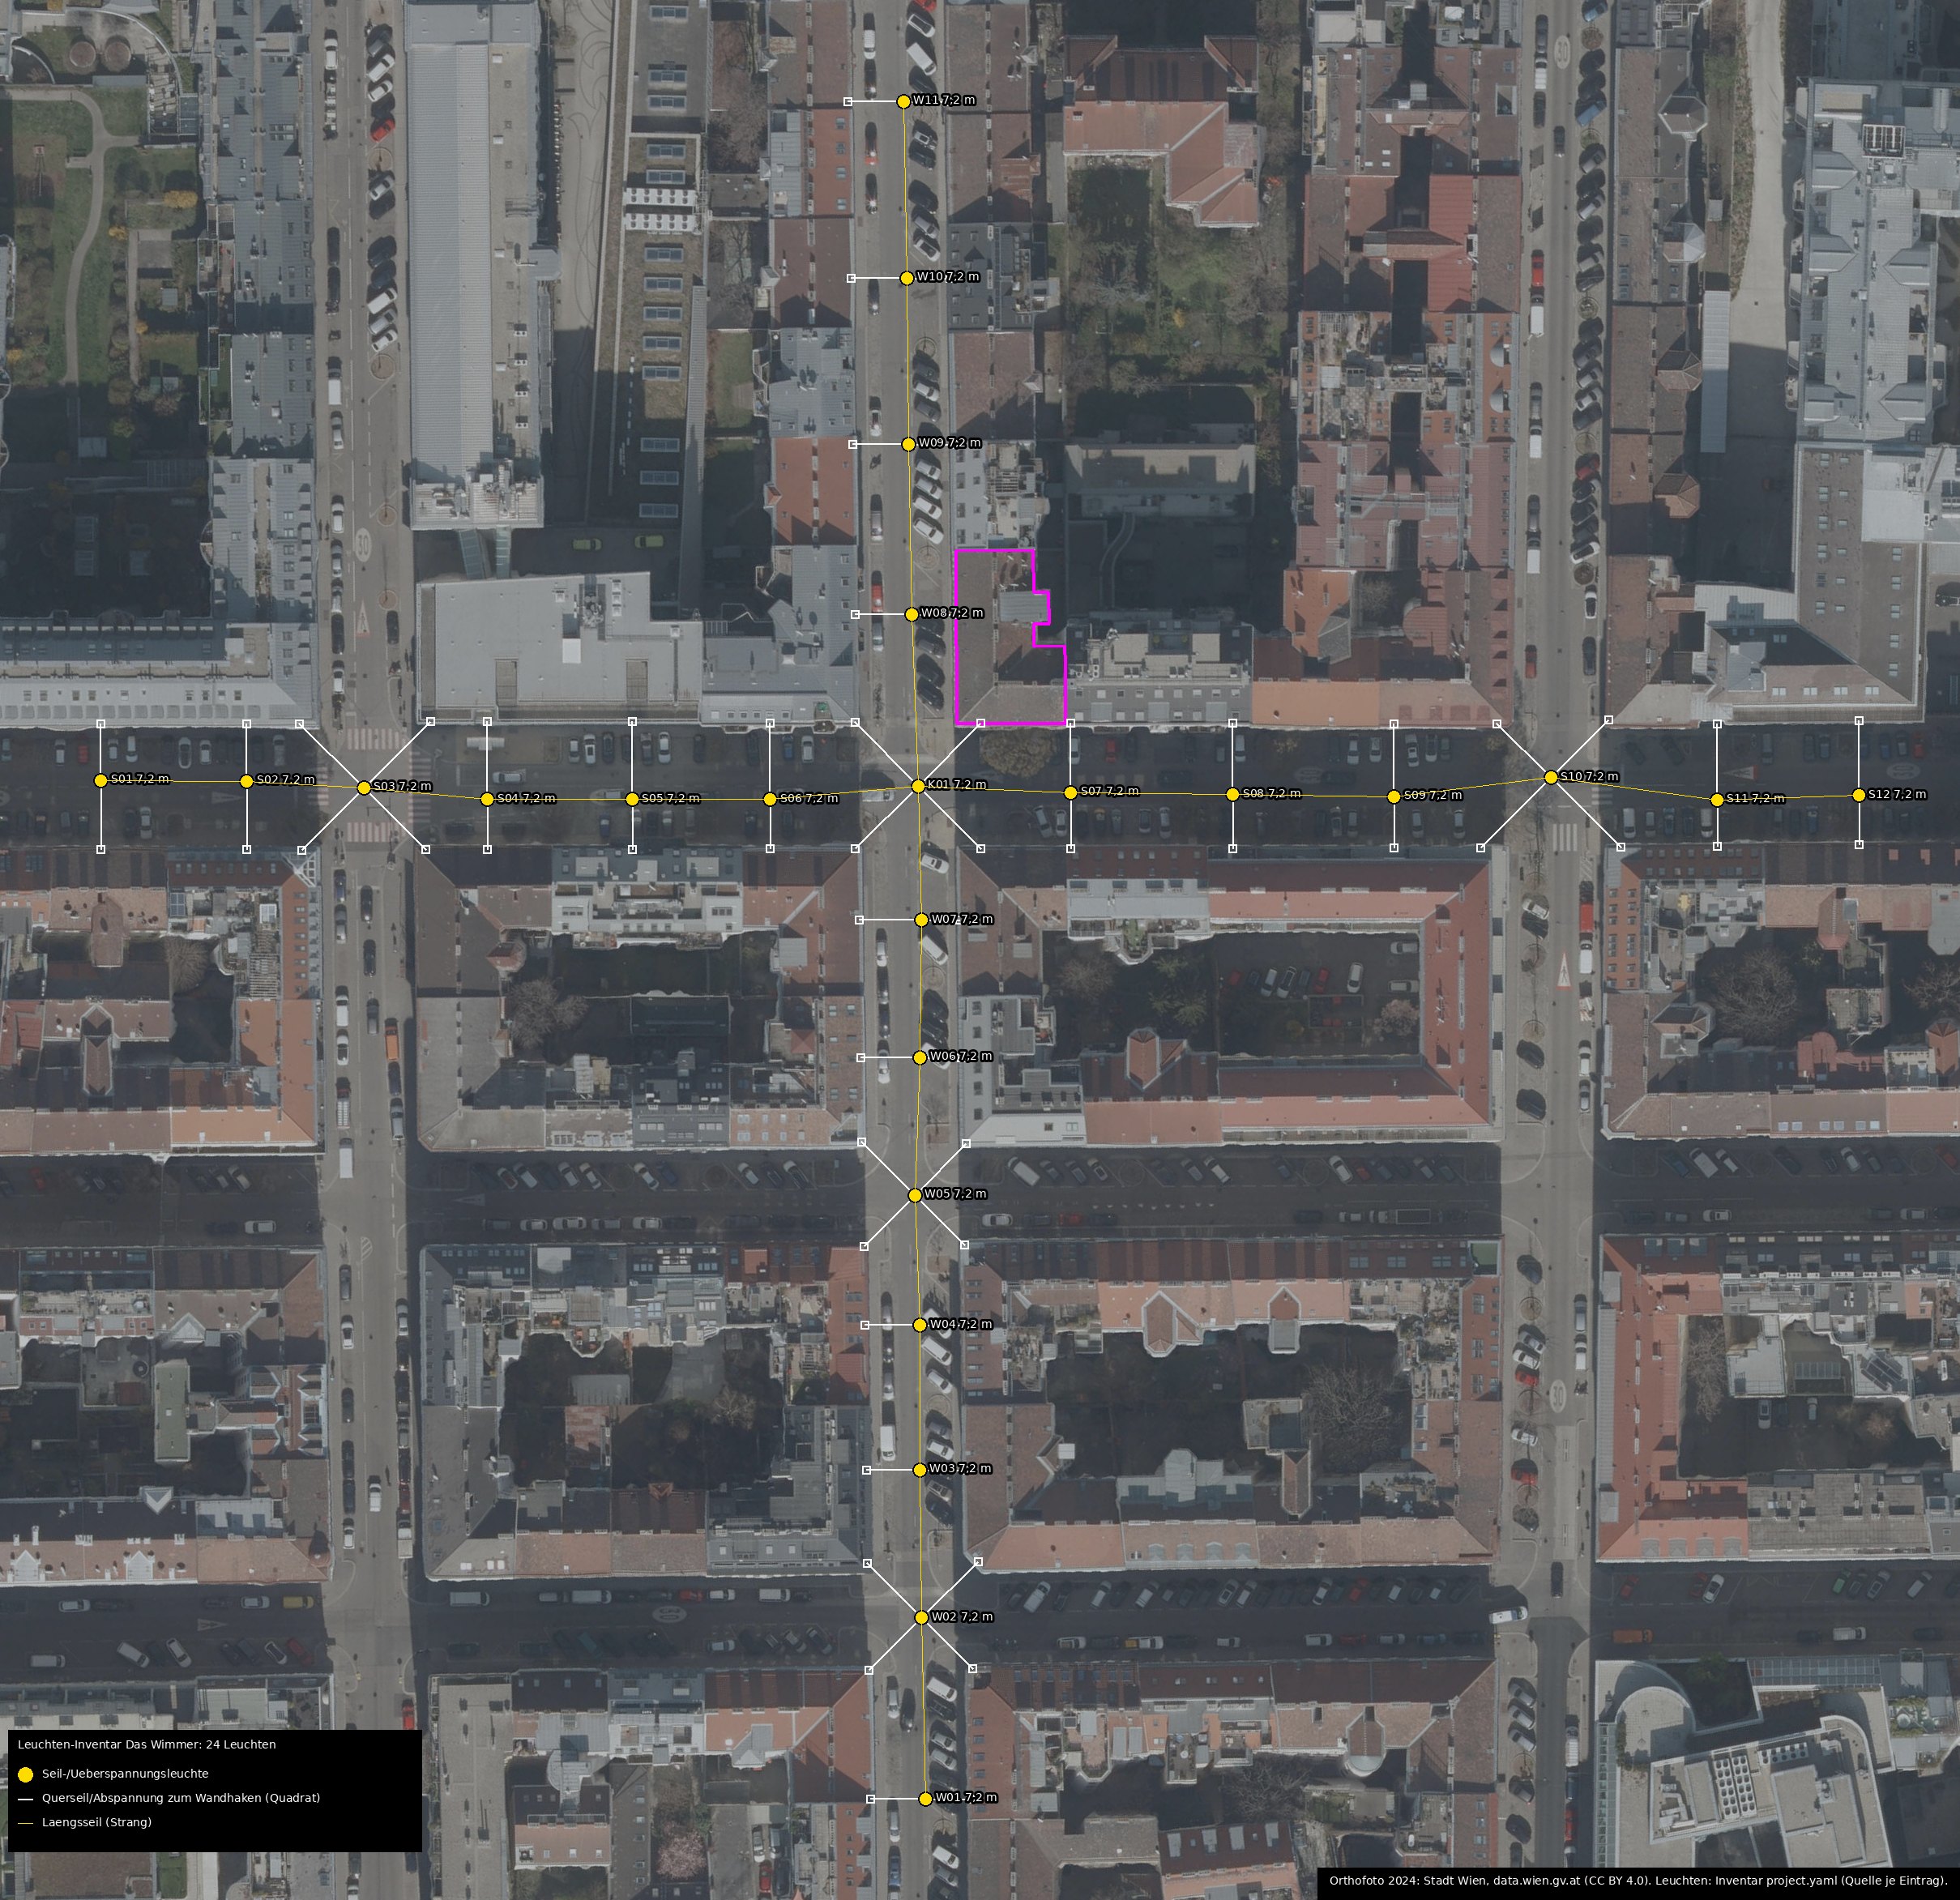 W11 7,2 m
W10 7,2 m
W09 7,2 m
W08 7,2 m
S01 7,2 m
S02 7,2 m
S03 7,2 m
S04 7,2 m
S05 7,2 m
S06 7,2 m
K01 7,2 m
S07 7,2 m
S08 7,2 m
S09 7,2 m
S10 7,2 m
S11 7,2 m
S12 7,2 m
W07 7,2 m
W06 7,2 m
W05 7,2 m
W04 7,2 m
W03 7,2 m
W02 7,2 m
W01 7,2 m
Leuchten-Inventar Das Wimmer: 24 Leuchten
Seil-/Ueberspannungsleuchte
Querseil/Abspannung zum Wandhaken (Quadrat)
Laengsseil (Strang)
Orthofoto 2024: Stadt Wien, data.wien.gv.at (CC BY 4.0). Leuchten: Inventar project.yaml (Quelle je Eintrag).